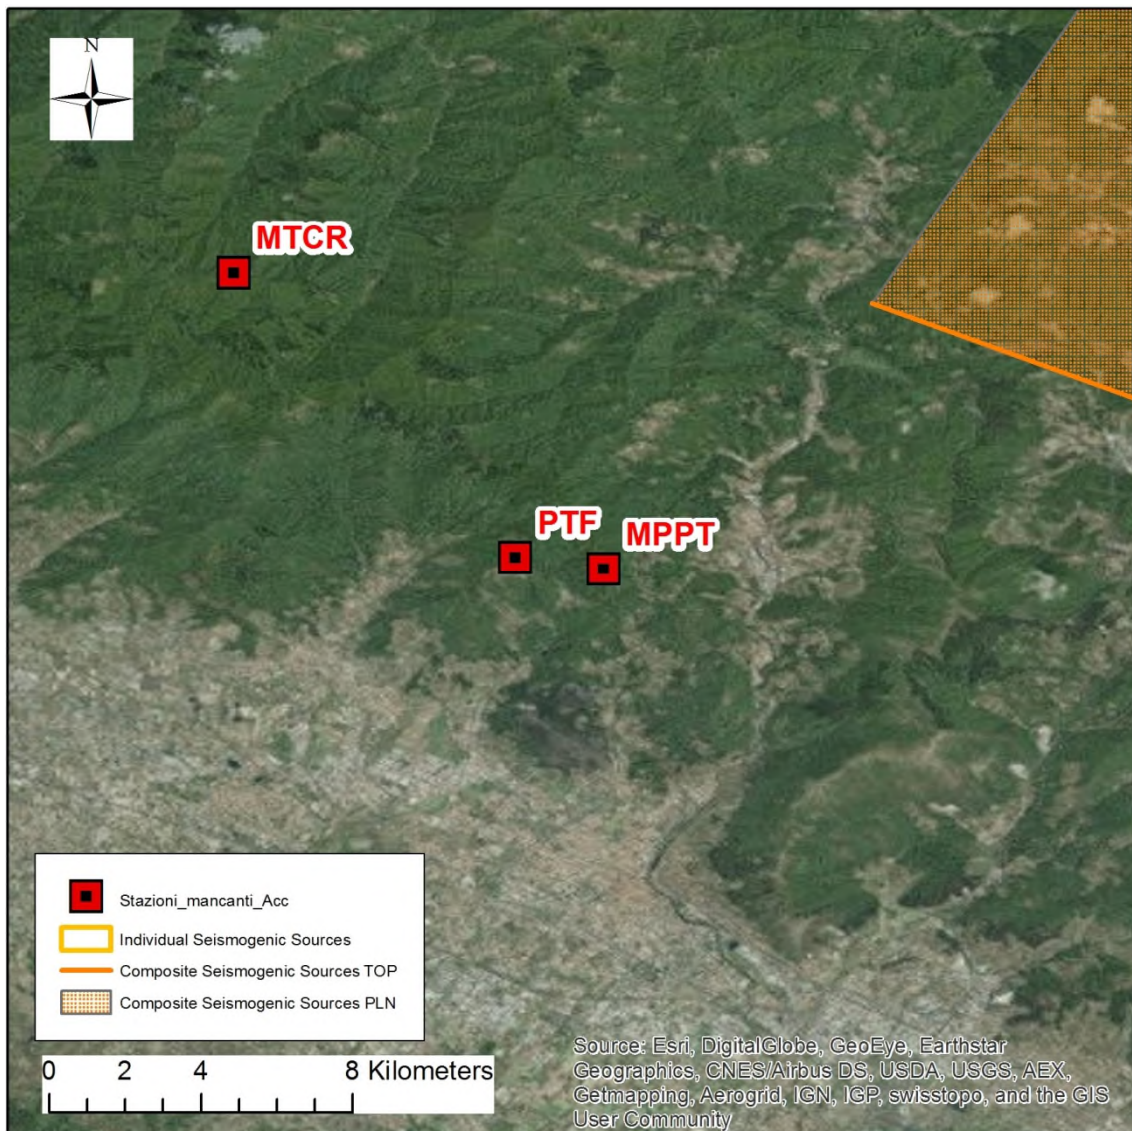 N
MTCR
PTF
MPPT
Stazioni_mancanti_Acc
Individual Seismogenic Sources
Composite Seismogenic Sources TOP
Composite Seismogenic Sources PLN
0 2 4 8 Kilometers
Source: Esri, DigitalGlobe, GeoEye, Earthstar
Geographics, CNES/Airbus DS, USDA, USGS, AEX,
Getmapping, Aerogrid, IGN, IGP, swisstopo, and the GIS
User Community